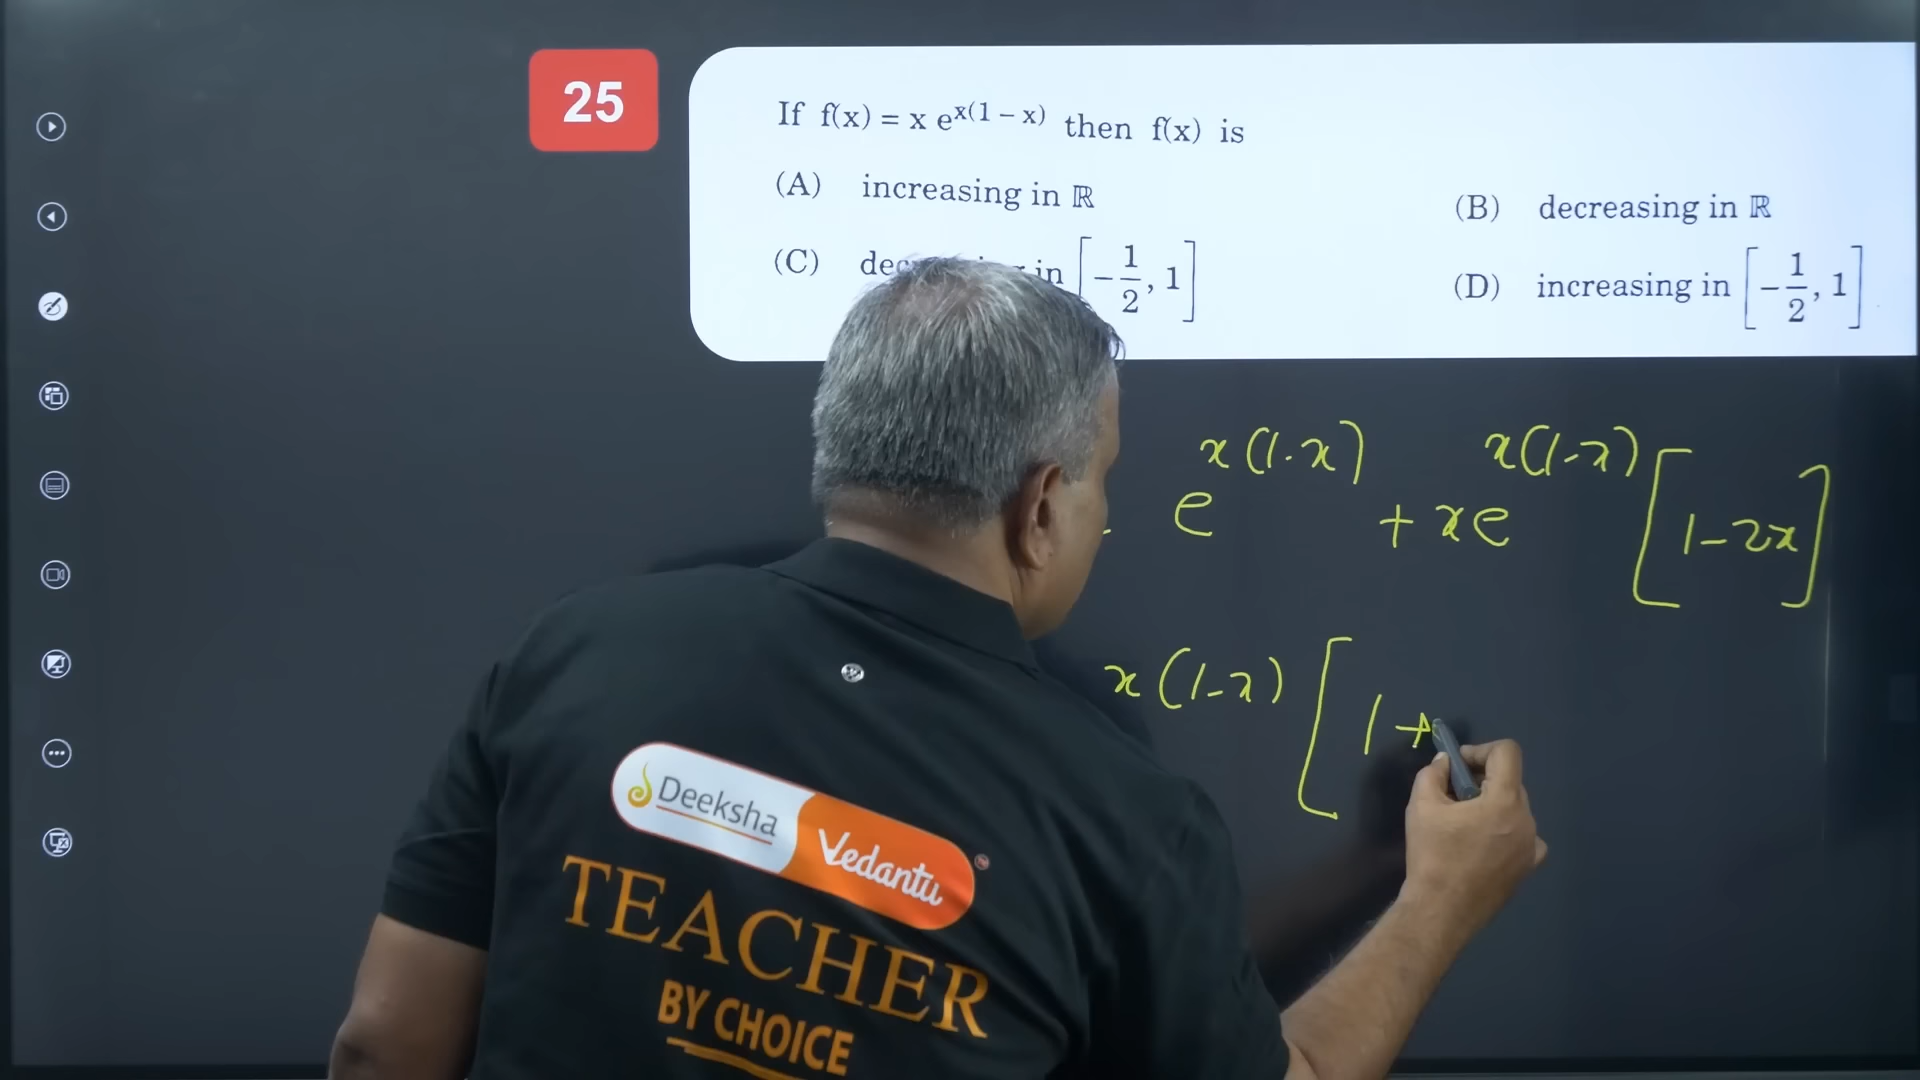 25
If f(x) = x e^{x(1 – x)} then f(x) is
(A) increasing in ℝ
(B) decreasing in ℝ
(C) in [–1/2, 1]
(D) increasing in [–1/2, 1]
e^{x(1-x)} + xe^{x(1-x)} [1-2x]
x(1-x) [1+
Deeksha Vedantu
TEACHER
BY CHOICE